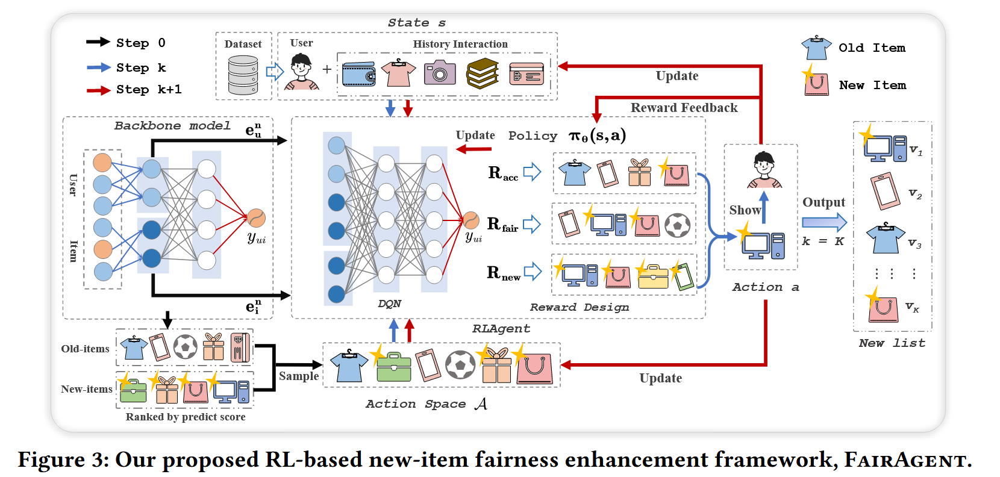 State s
Step 0
Step k
Step k+1
Dataset
User
History Interaction
+
Update
Reward Feedback
Old Item
New Item
Backbone model
e_u^n
User
Item
y_ui
e_i^n
Update
Policy π_θ(s,a)
R_acc
R_fair
R_new
y_ui
DQN
Reward Design
RLAgent
Show
Action a
Output
k = K
v_1
v_2
v_3
⋮ ⋮ ⋮
v_K
New list
Old-items
New-items
Ranked by predict score
Sample
Action Space 𝒜
Update
Figure 3: Our proposed RL-based new-item fairness enhancement framework, FairAgent.